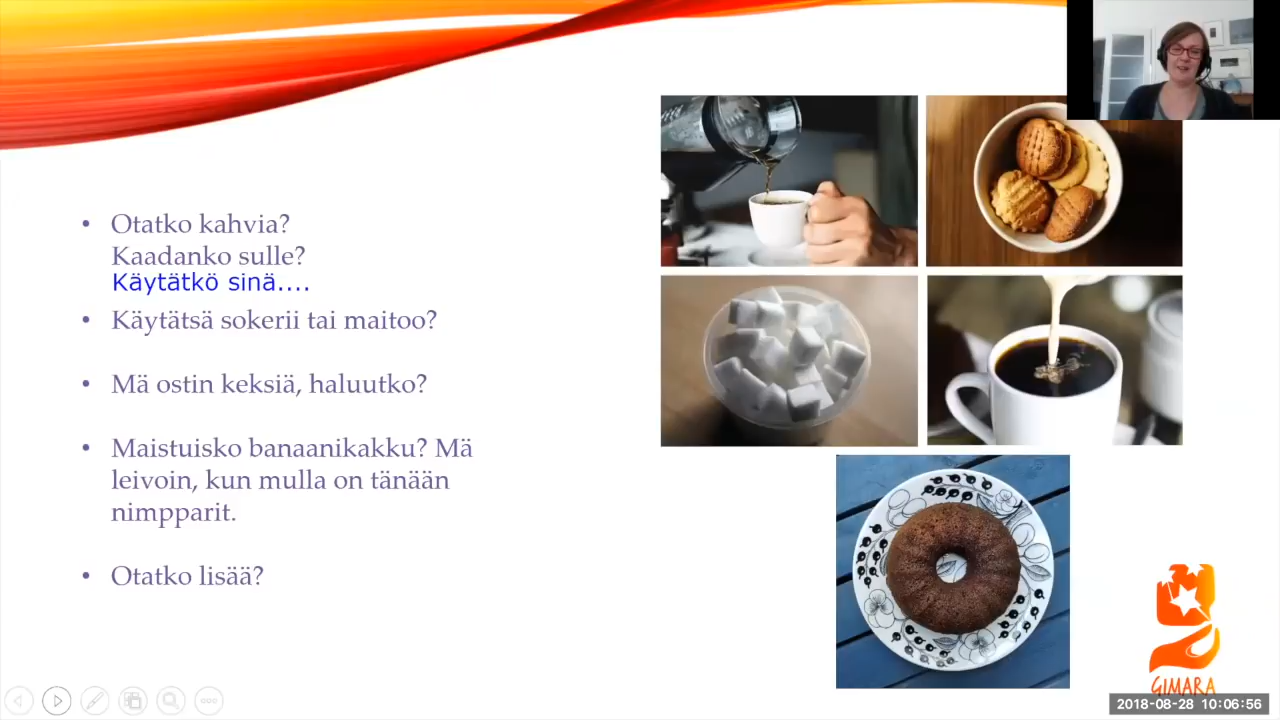 • Otatko kahvia?
Kaadanko sulle?
Käytätkö sinä....
• Käytätsä sokerii tai maitoo?
• Mä ostin keksiä, haluutko?
• Maistuisko banaanikakku? Mä
leivoin, kun mulla on tänään
nimpparit.
• Otatko lisää?
GIMARA
2018-08-28 10:06:56